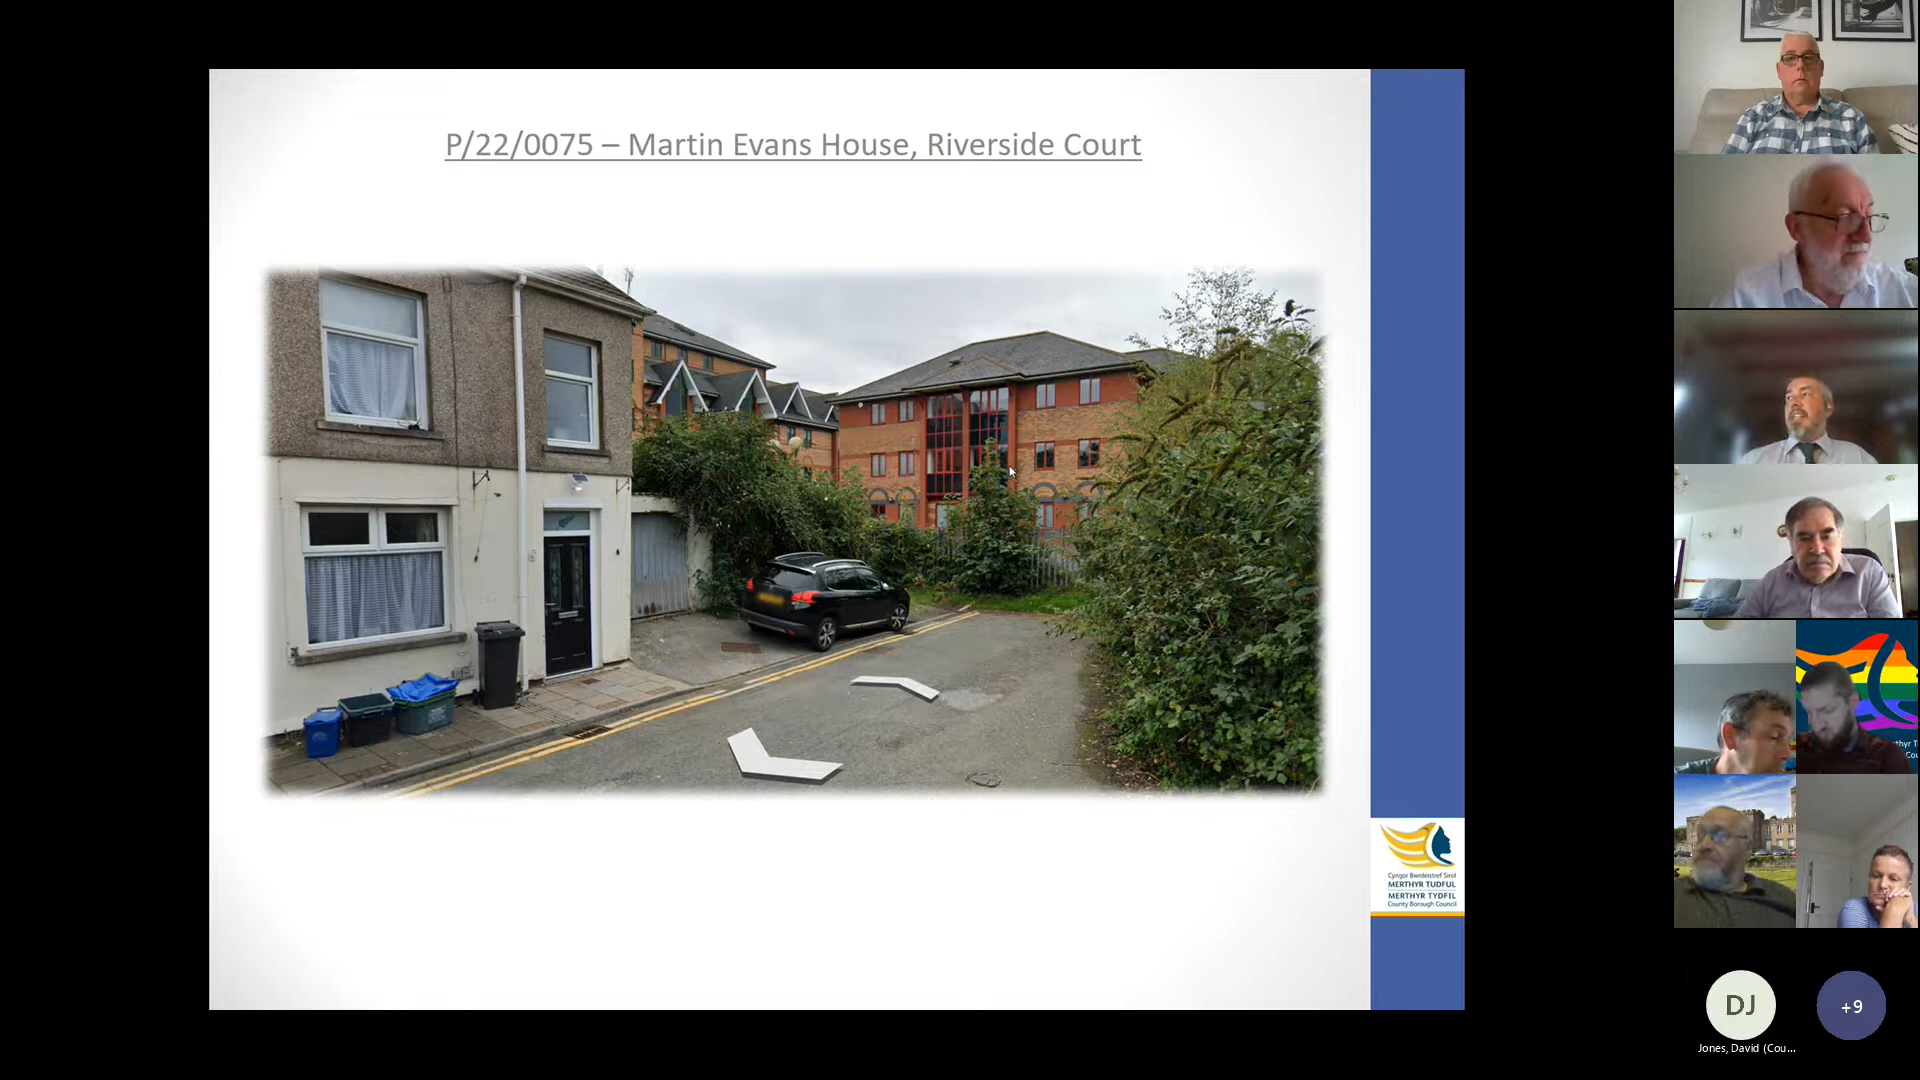 P/22/0075 – Martin Evans House, Riverside Court
Cyngor Bwrdeistref Sirol
MERTHYR TUDFUL
MERTHYR TYDFIL
County Borough Council
DJ
+9
Jones, David (Cou...